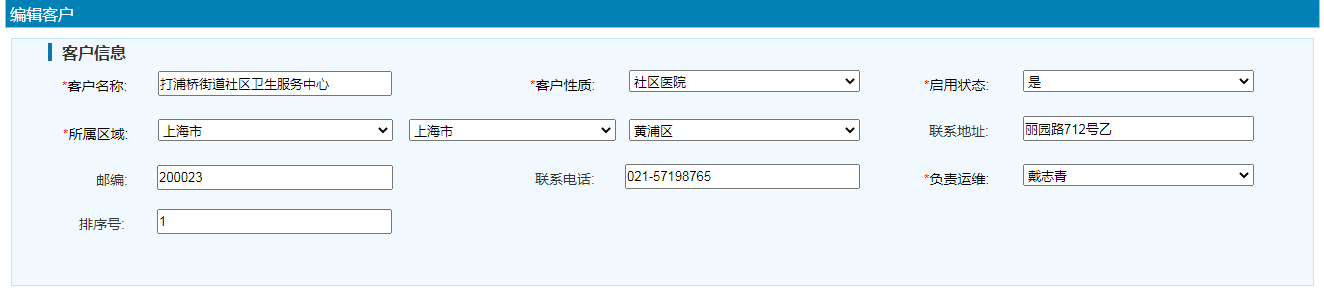 编辑客户
客户信息
*客户名称: 打浦桥街道社区卫生服务中心 *客户性质: 社区医院 *启用状态: 是
*所属区域: 上海市 上海市 黄浦区 联系地址: 丽园路712号乙
邮编: 200023 联系电话: 021-57198765 *负责运维: 戴志青
排序号: 1